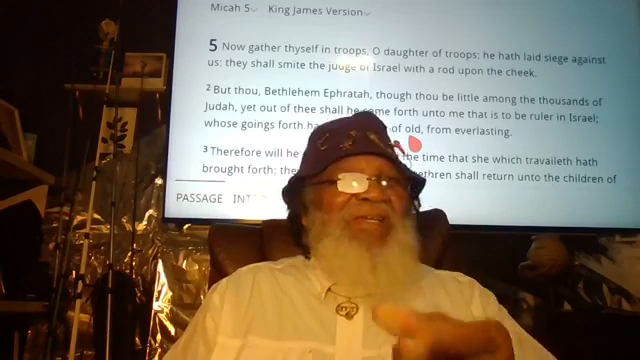 Micah 5 King James Version
5 Now gather thyself in troops, O daughter of troops: he hath laid siege against
us: they shall smite the judge of Israel with a rod upon the cheek.
2 But thou, Bethlehem Ephratah, though thou be little among the thousands of
Judah, yet out of thee shall he come forth unto me that is to be ruler in Israel;
whose goings forth of old, from everlasting.
3 Therefore will he the time that she which travaileth hath
brought forth: shall return unto the children of
PASSAGE